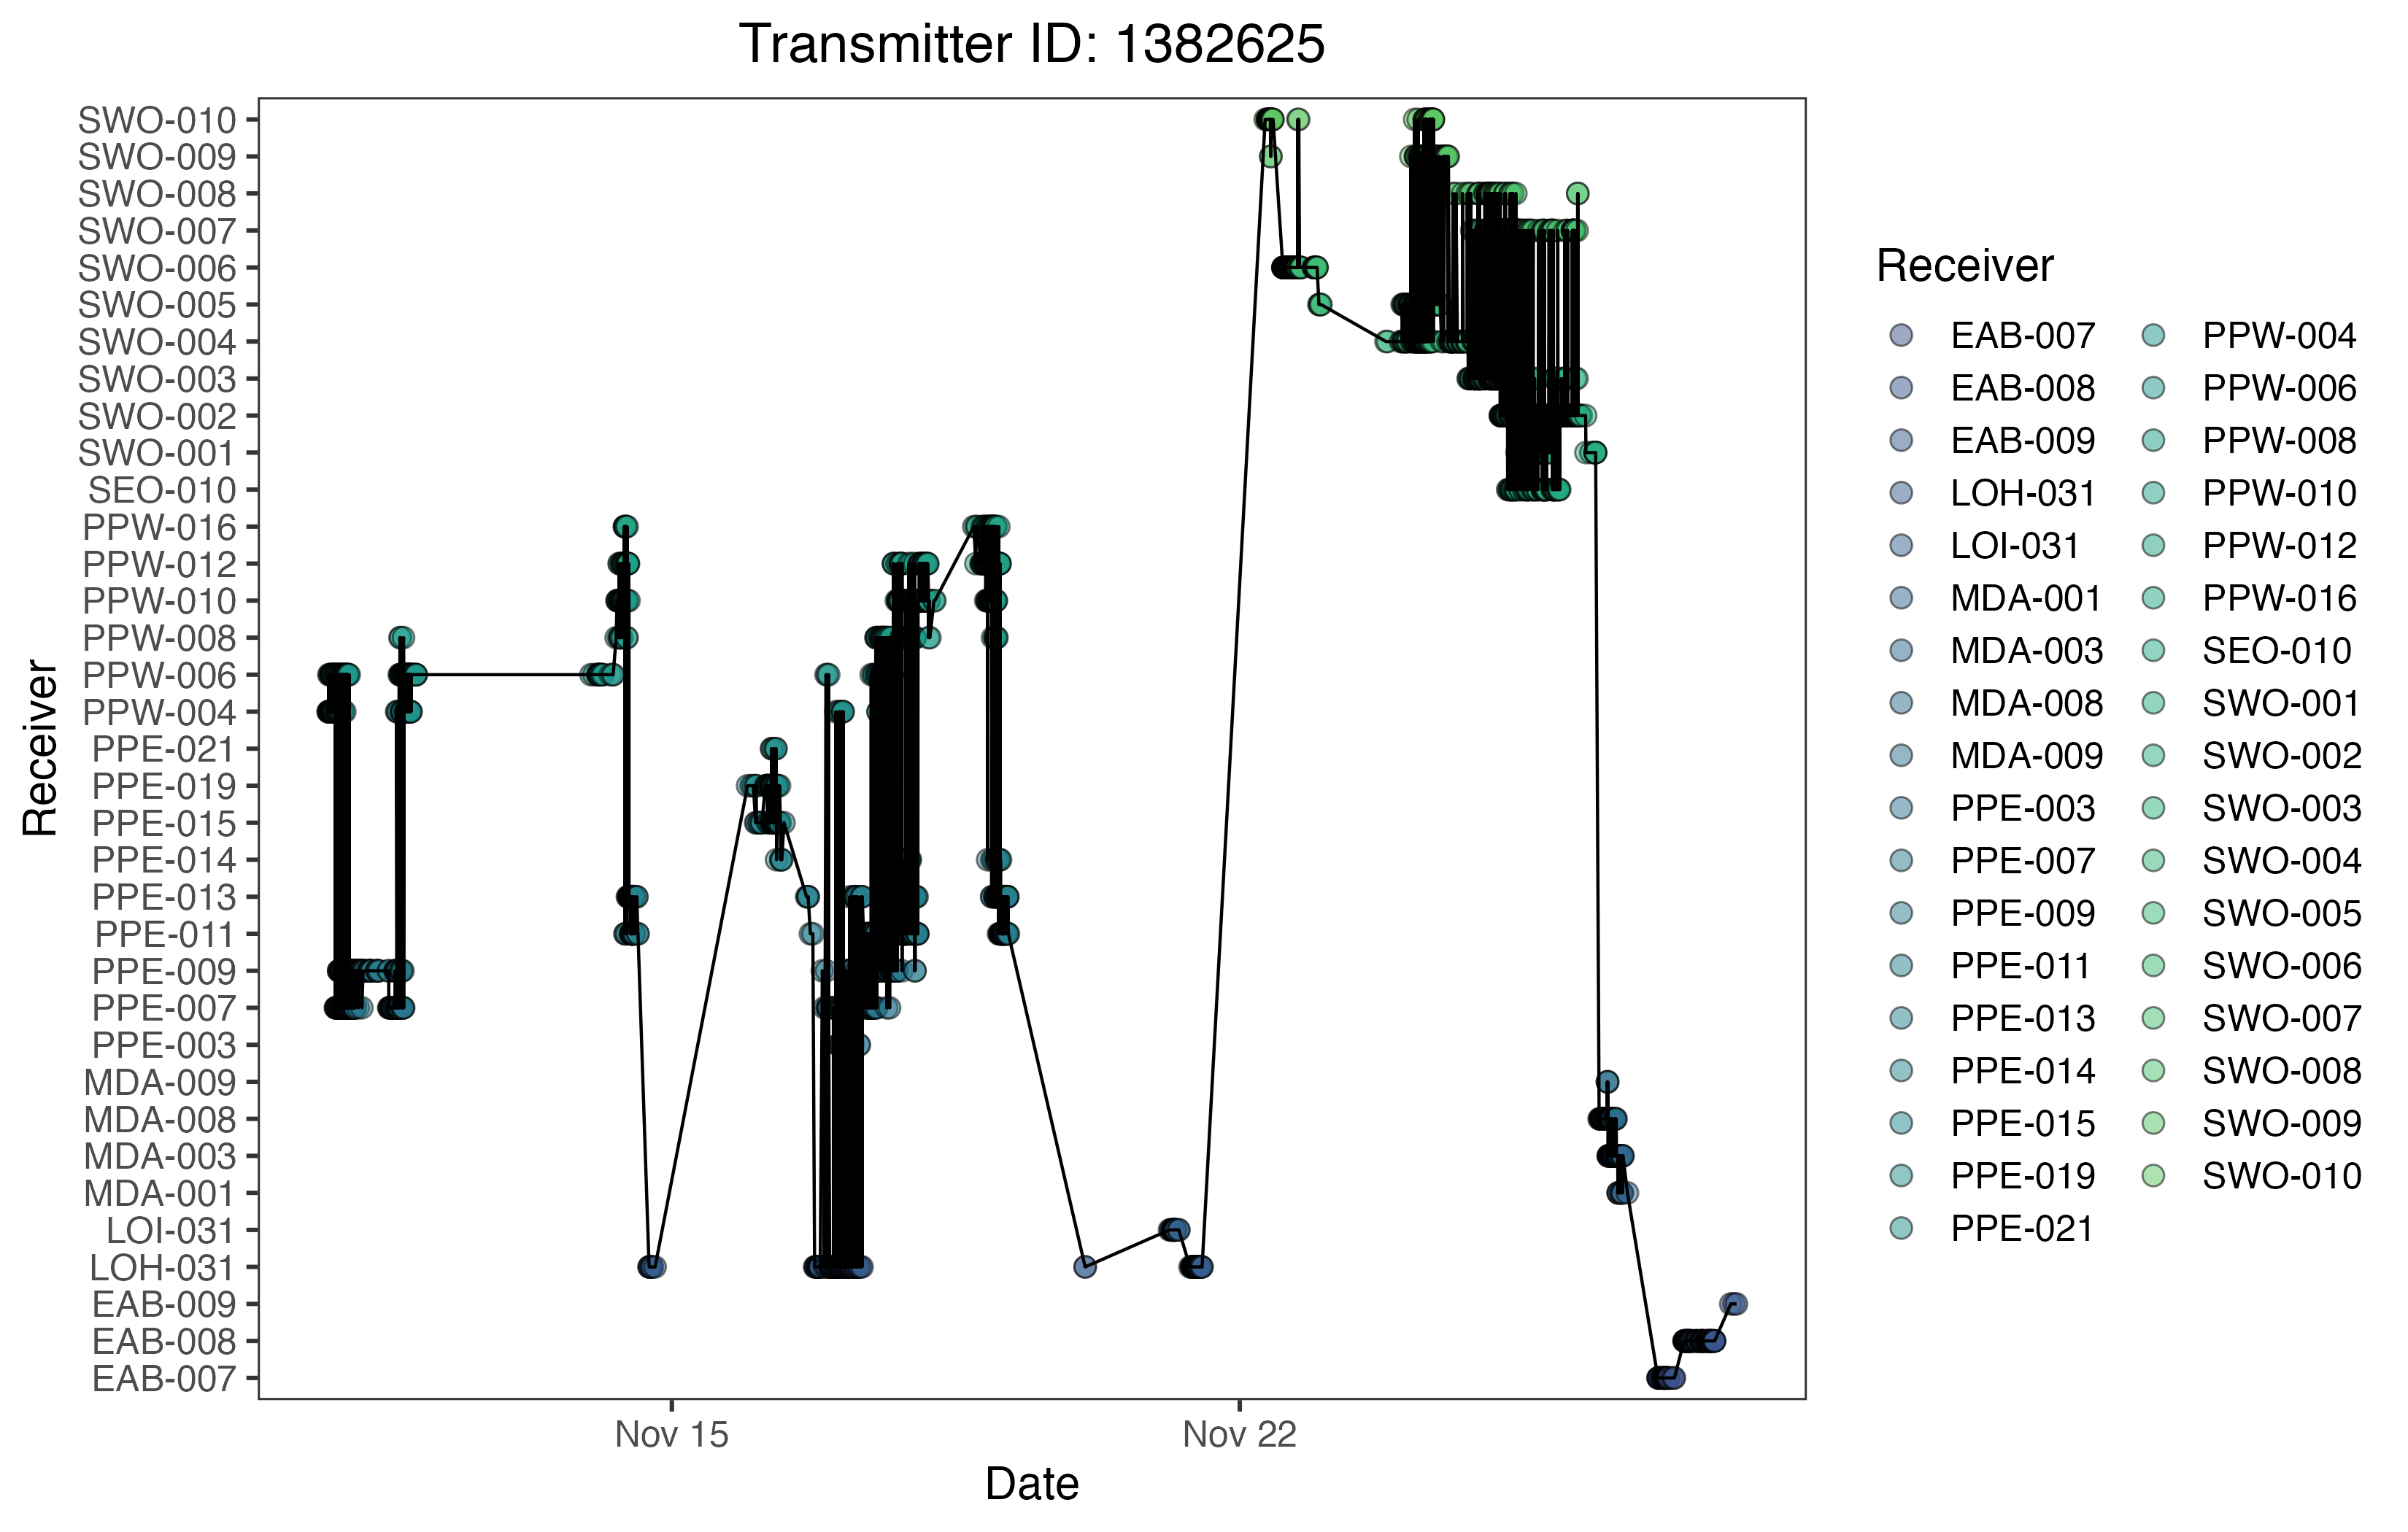 Transmitter ID: 1382625
SWO-010
SWO-009
SWO-008
SWO-007
SWO-006
SWO-005
SWO-004
SWO-003
SWO-002
SWO-001
SEO-010
PPW-016
PPW-012
PPW-010
PPW-008
PPW-006
PPW-004
PPE-021
PPE-019
PPE-015
PPE-014
PPE-013
PPE-011
PPE-009
PPE-007
PPE-003
MDA-009
MDA-008
MDA-003
MDA-001
LOI-031
LOH-031
EAB-009
EAB-008
EAB-007
Receiver
Nov 15
Nov 22
Date
Receiver
EAB-007
EAB-008
EAB-009
LOH-031
LOI-031
MDA-001
MDA-003
MDA-008
MDA-009
PPE-003
PPE-007
PPE-009
PPE-011
PPE-013
PPE-014
PPE-015
PPE-019
PPE-021
PPW-004
PPW-006
PPW-008
PPW-010
PPW-012
PPW-016
SEO-010
SWO-001
SWO-002
SWO-003
SWO-004
SWO-005
SWO-006
SWO-007
SWO-008
SWO-009
SWO-010